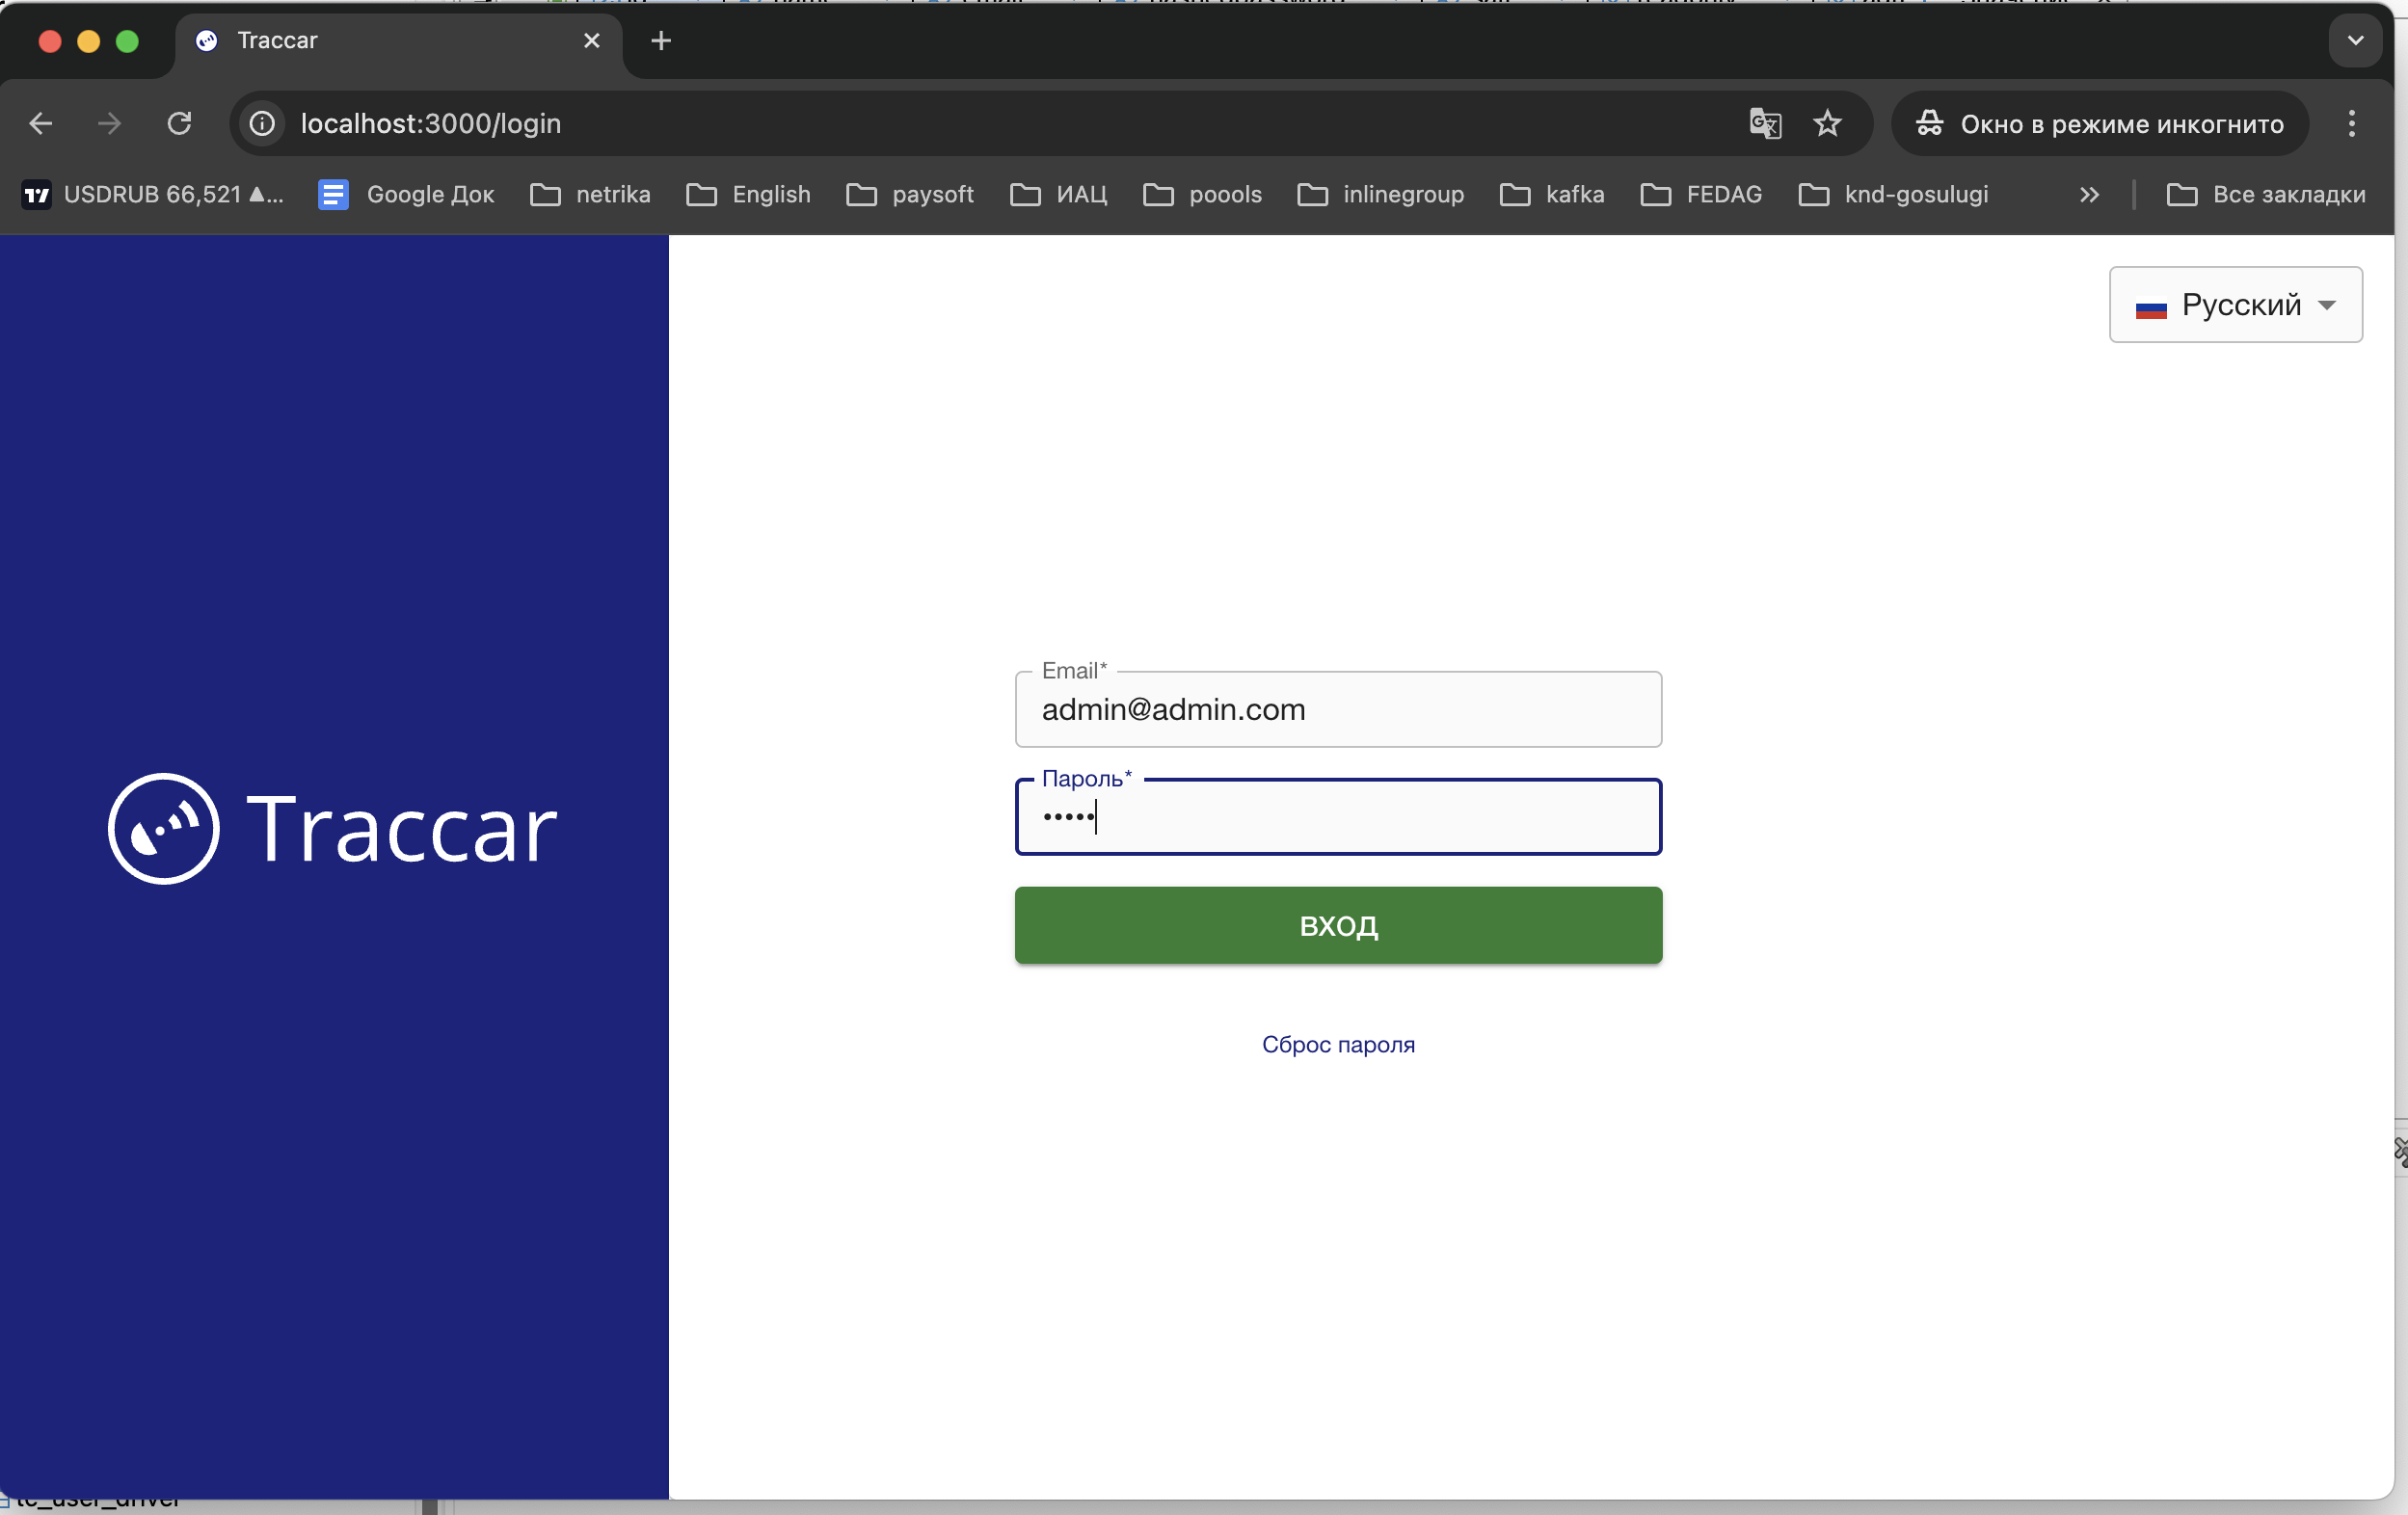 Traccar
localhost:3000/login
Окно в режиме инкогнито
USDRUB 66,521 ▲...
Google Док
netrika
English
paysoft
ИАЦ
poools
inlinegroup
kafka
FEDAG
knd-gosulugi
»
Все закладки
Русский
Email*
admin@admin.com
Пароль*
•••••
Traccar
ВХОД
Сброс пароля
tc_user_driver